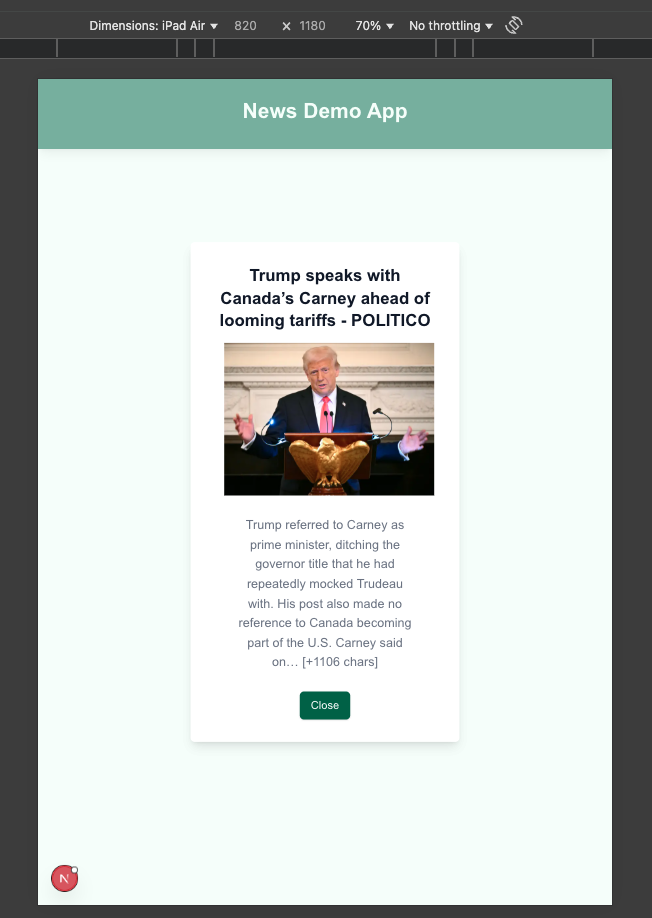 Dimensions: iPad Air 820 × 1180 70% No throttling
News Demo App
Trump speaks with
Canada’s Carney ahead of
looming tariffs - POLITICO
Trump referred to Carney as
prime minister, ditching the
governor title that he had
repeatedly mocked Trudeau
with. His post also made no
reference to Canada becoming
part of the U.S. Carney said
on… [+1106 chars]
Close
N